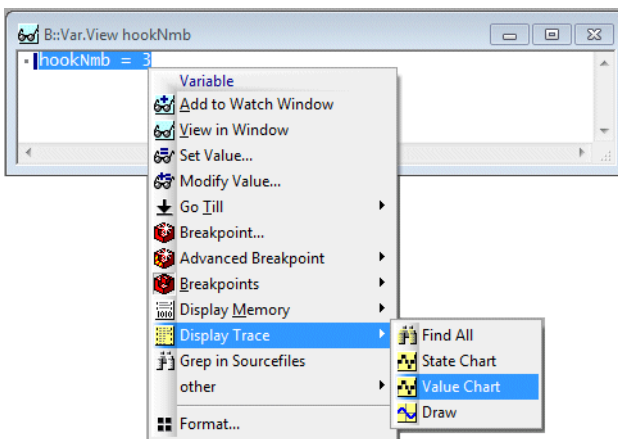 B::Var.View hookNmb
hookNmb = 3
Variable
Add to Watch Window
View in Window
Set Value...
Modify Value...
Go Till
Breakpoint...
Advanced Breakpoint
Breakpoints
Display Memory
Display Trace
Find All
Grep in Sourcefiles
State Chart
other
Value Chart
Draw
Format...